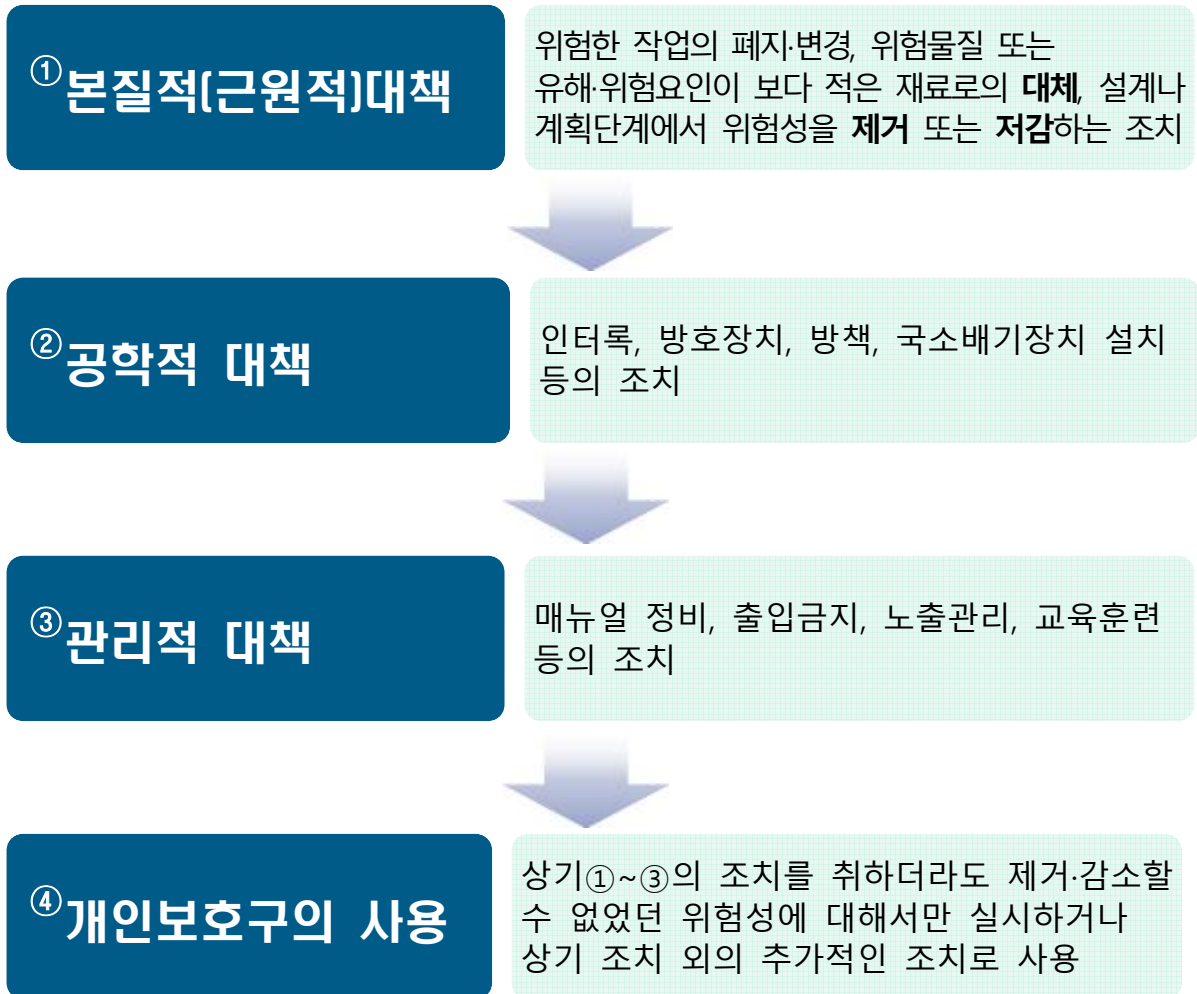 ①본질적(근원적)대책
위험한 작업의 폐지·변경, 위험물질 또는
유해·위험요인이 보다 적은 재료로의 대체, 설계나
계획단계에서 위험성을 제거 또는 저감하는 조치
②공학적 대책
인터록, 방호장치, 방책, 국소배기장치 설치
등의 조치
③관리적 대책
매뉴얼 정비, 출입금지, 노출관리, 교육훈련
등의 조치
④개인보호구의 사용
상기①~③의 조치를 취하더라도 제거·감소할
수 없었던 위험성에 대해서만 실시하거나
상기 조치 외의 추가적인 조치로 사용